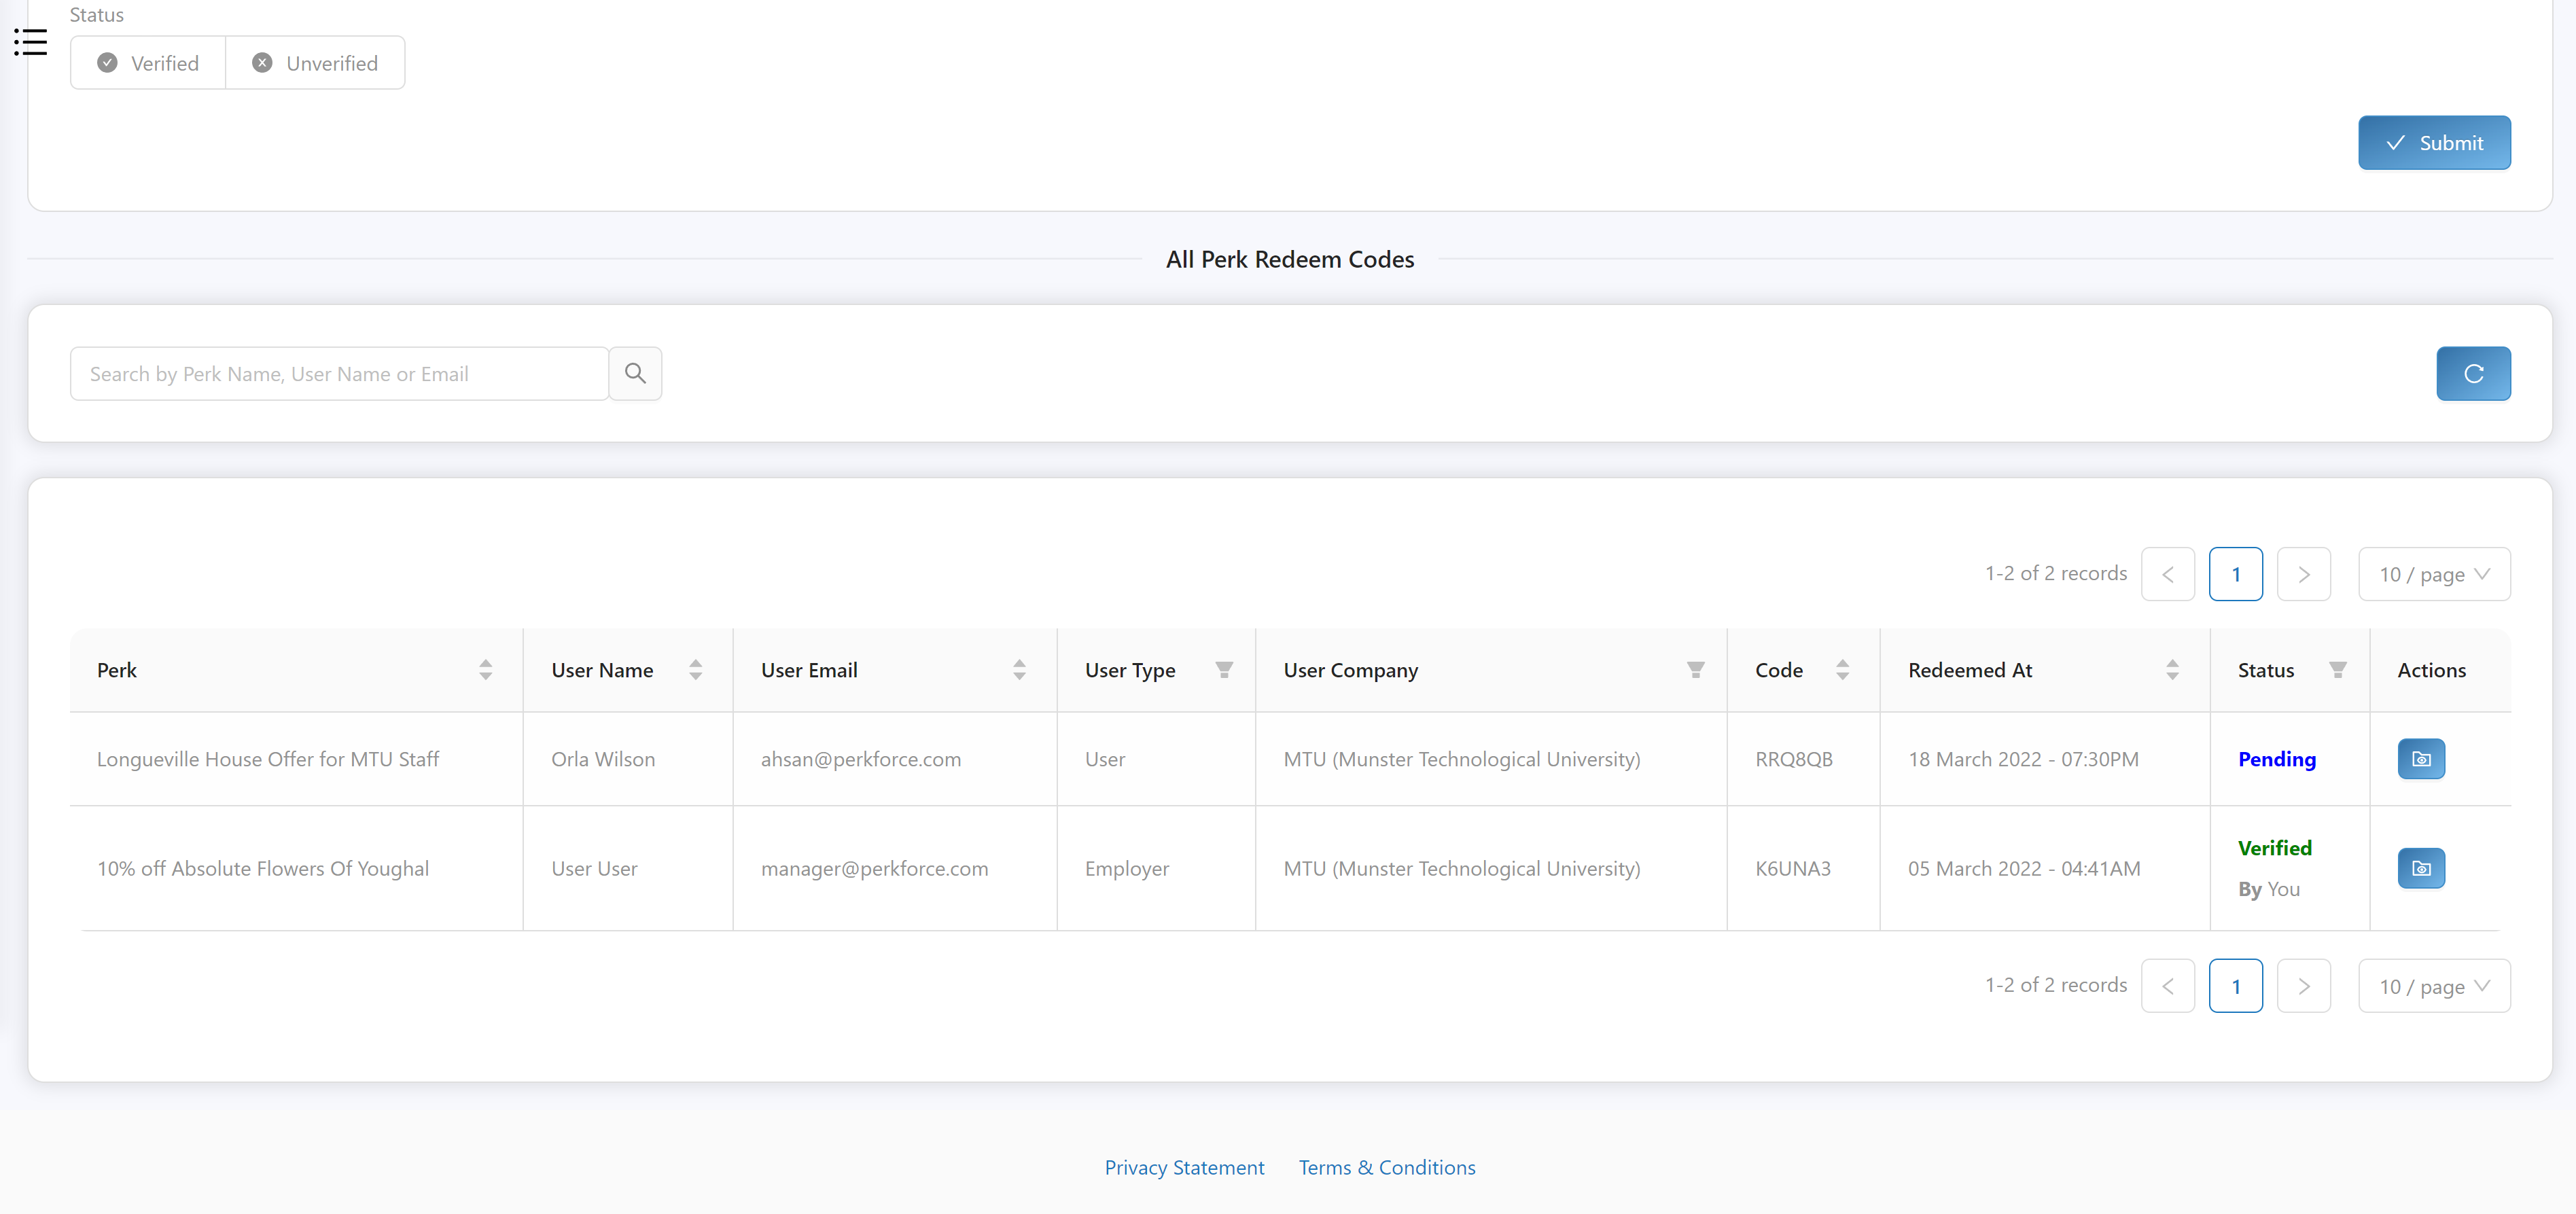 Status
Verified Unverified
Submit
All Perk Redeem Codes
Search by Perk Name, User Name or Email
1-2 of 2 records 1 10 / page
Perk User Name User Email User Type User Company Code Redeemed At Status Actions
Longueville House Offer for MTU Staff Orla Wilson ahsan@perkforce.com User MTU (Munster Technological University) RRQ8QB 18 March 2022 - 07:30PM Pending
10% off Absolute Flowers Of Youghal User User manager@perkforce.com Employer MTU (Munster Technological University) K6UNA3 05 March 2022 - 04:41AM Verified
By You
1-2 of 2 records 1 10 / page
Privacy Statement Terms & Conditions